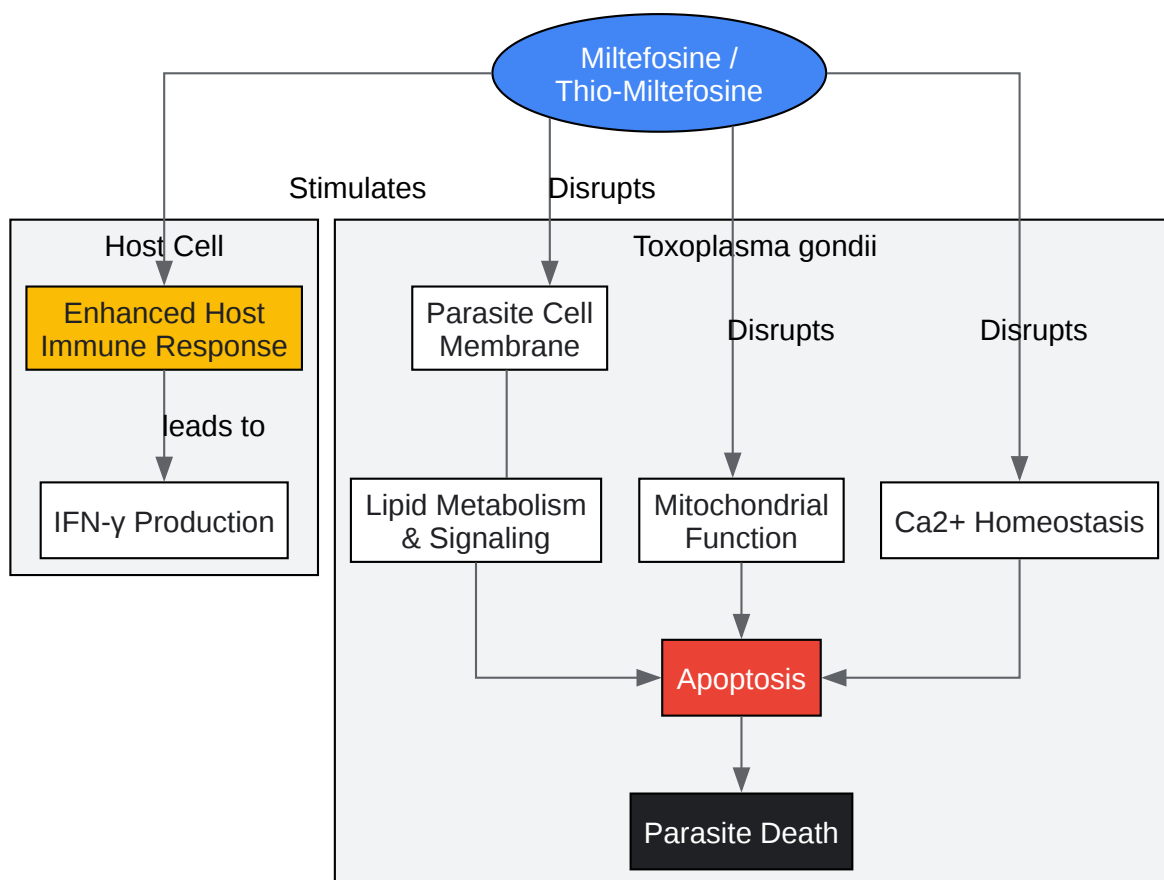 Miltefosine /
Thio-Miltefosine
Stimulates
Disrupts
Host Cell
Toxoplasma gondii
Enhanced Host
Immune Response
Parasite Cell
Membrane
Disrupts
Disrupts
leads to
IFN-γ Production
Lipid Metabolism
& Signaling
Mitochondrial
Function
Ca2+ Homeostasis
Apoptosis
Parasite Death